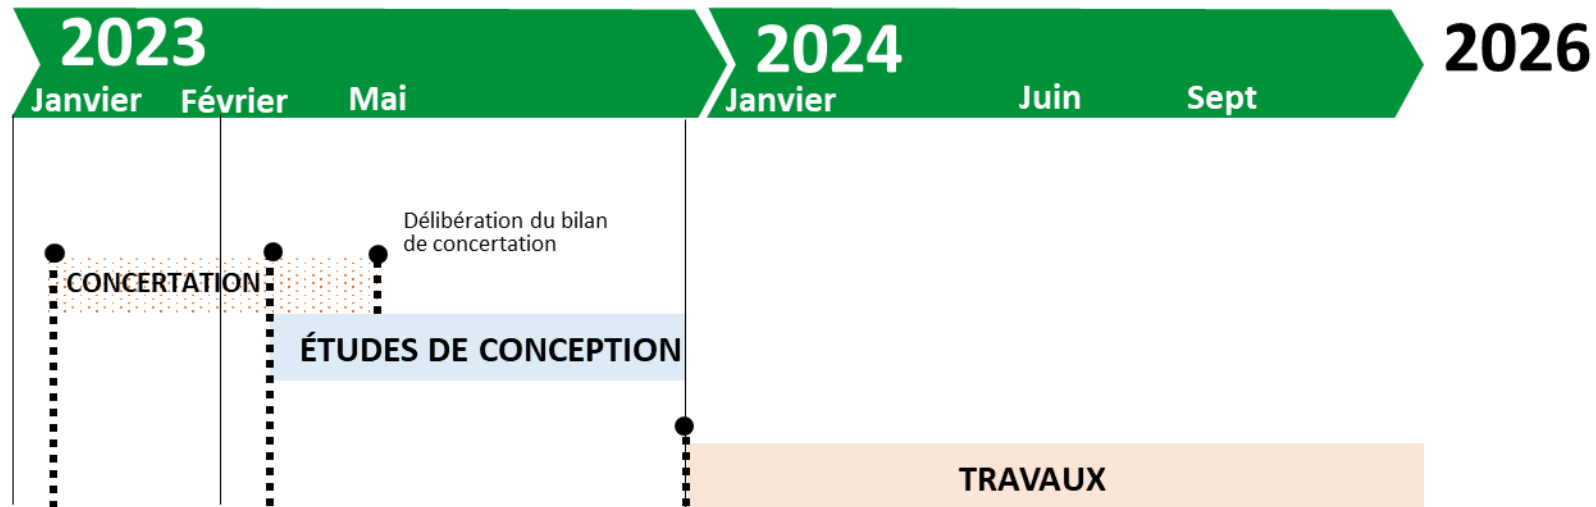 2023
2024
2026
Janvier
Février
Mai
Janvier
Juin
Sept
Délibération du bilan
de concertation
CONCERTATION
ÉTUDES DE CONCEPTION
TRAVAUX